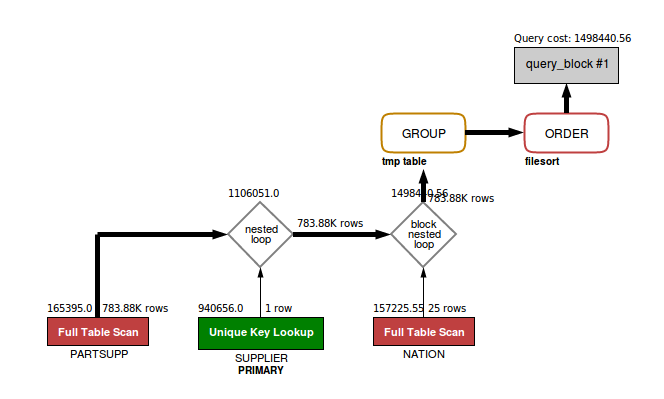 Query cost: 1498440.56
query_block #1
GROUP
ORDER
tmp table
filesort
1106051.0
1498440.56
783.88K rows
783.88K rows
nested
loop
block
nested
loop
165395.0
783.88K rows
940656.0
1 row
157225.55
25 rows
Full Table Scan
Unique Key Lookup
Full Table Scan
PARTSUPP
SUPPLIER
NATION
PRIMARY